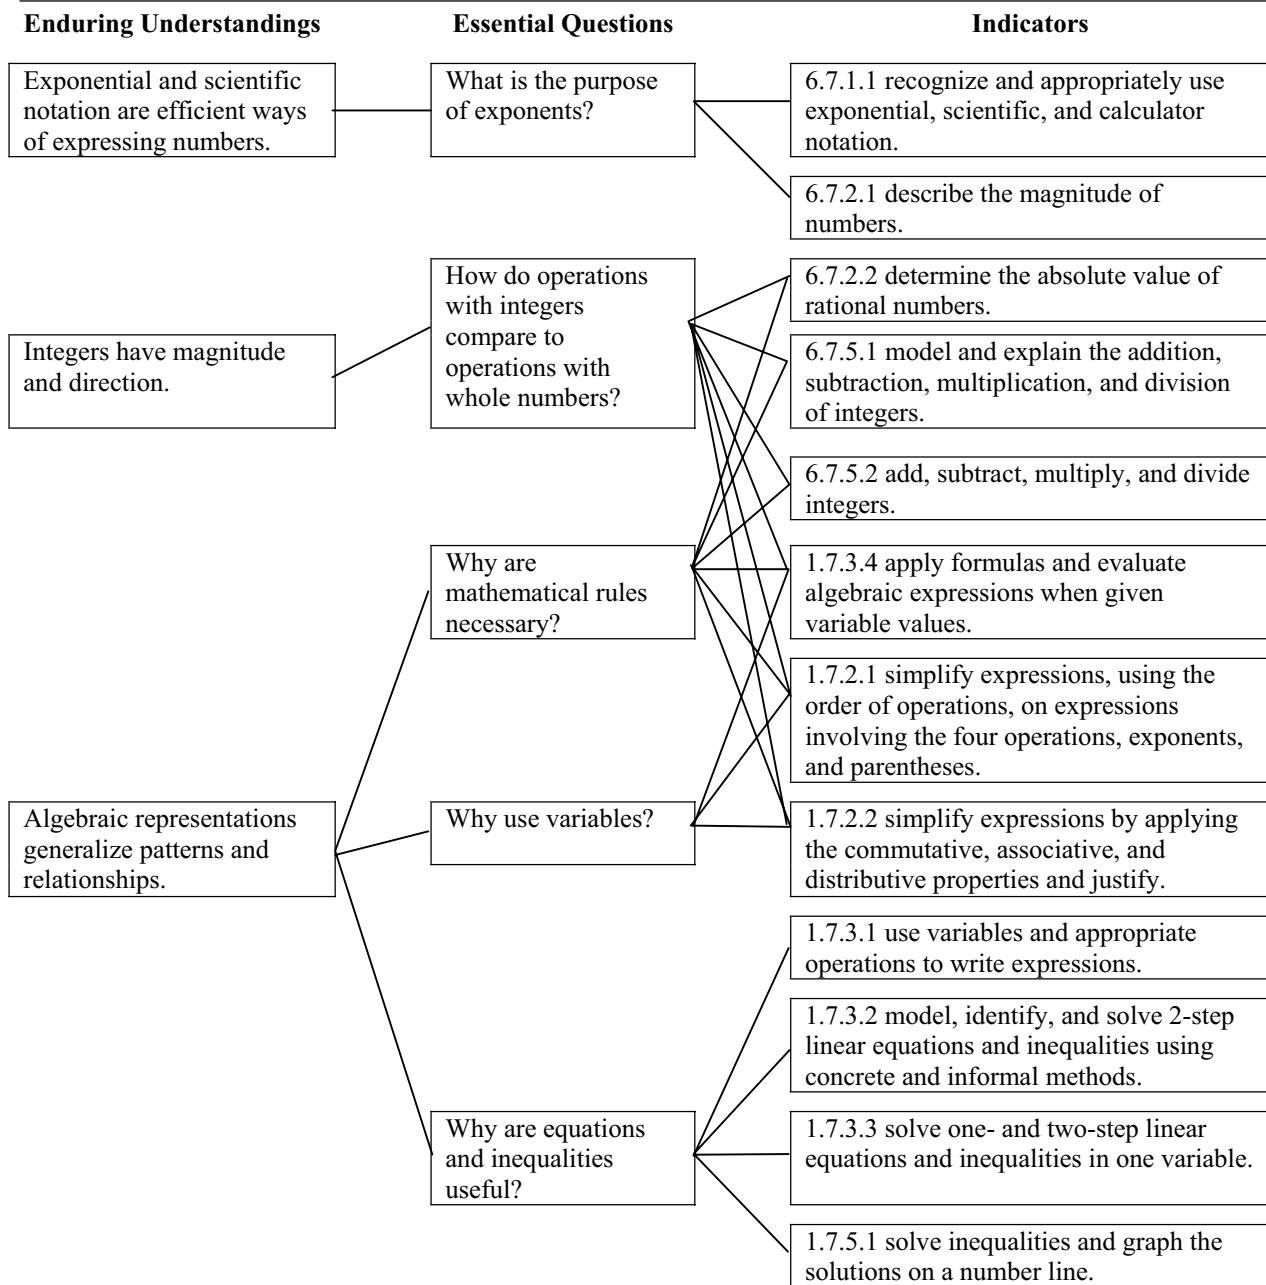 Enduring Understandings
Essential Questions
Indicators
Exponential and scientific
notation are efficient ways
of expressing numbers.
What is the purpose
of exponents?
6.7.1.1 recognize and appropriately use
exponential, scientific, and calculator
notation.
6.7.2.1 describe the magnitude of
numbers.
Integers have magnitude
and direction.
How do operations
with integers
compare to
operations with
whole numbers?
6.7.2.2 determine the absolute value of
rational numbers.
6.7.5.1 model and explain the addition,
subtraction, multiplication, and division
of integers.
6.7.5.2 add, subtract, multiply, and divide
integers.
Why are
mathematical rules
necessary?
1.7.3.4 apply formulas and evaluate
algebraic expressions when given
variable values.
1.7.2.1 simplify expressions, using the
order of operations, on expressions
involving the four operations, exponents,
and parentheses.
Algebraic representations
generalize patterns and
relationships.
Why use variables?
1.7.2.2 simplify expressions by applying
the commutative, associative, and
distributive properties and justify.
1.7.3.1 use variables and appropriate
operations to write expressions.
1.7.3.2 model, identify, and solve 2-step
linear equations and inequalities using
concrete and informal methods.
Why are equations
and inequalities
useful?
1.7.3.3 solve one- and two-step linear
equations and inequalities in one variable.
1.7.5.1 solve inequalities and graph the
solutions on a number line.